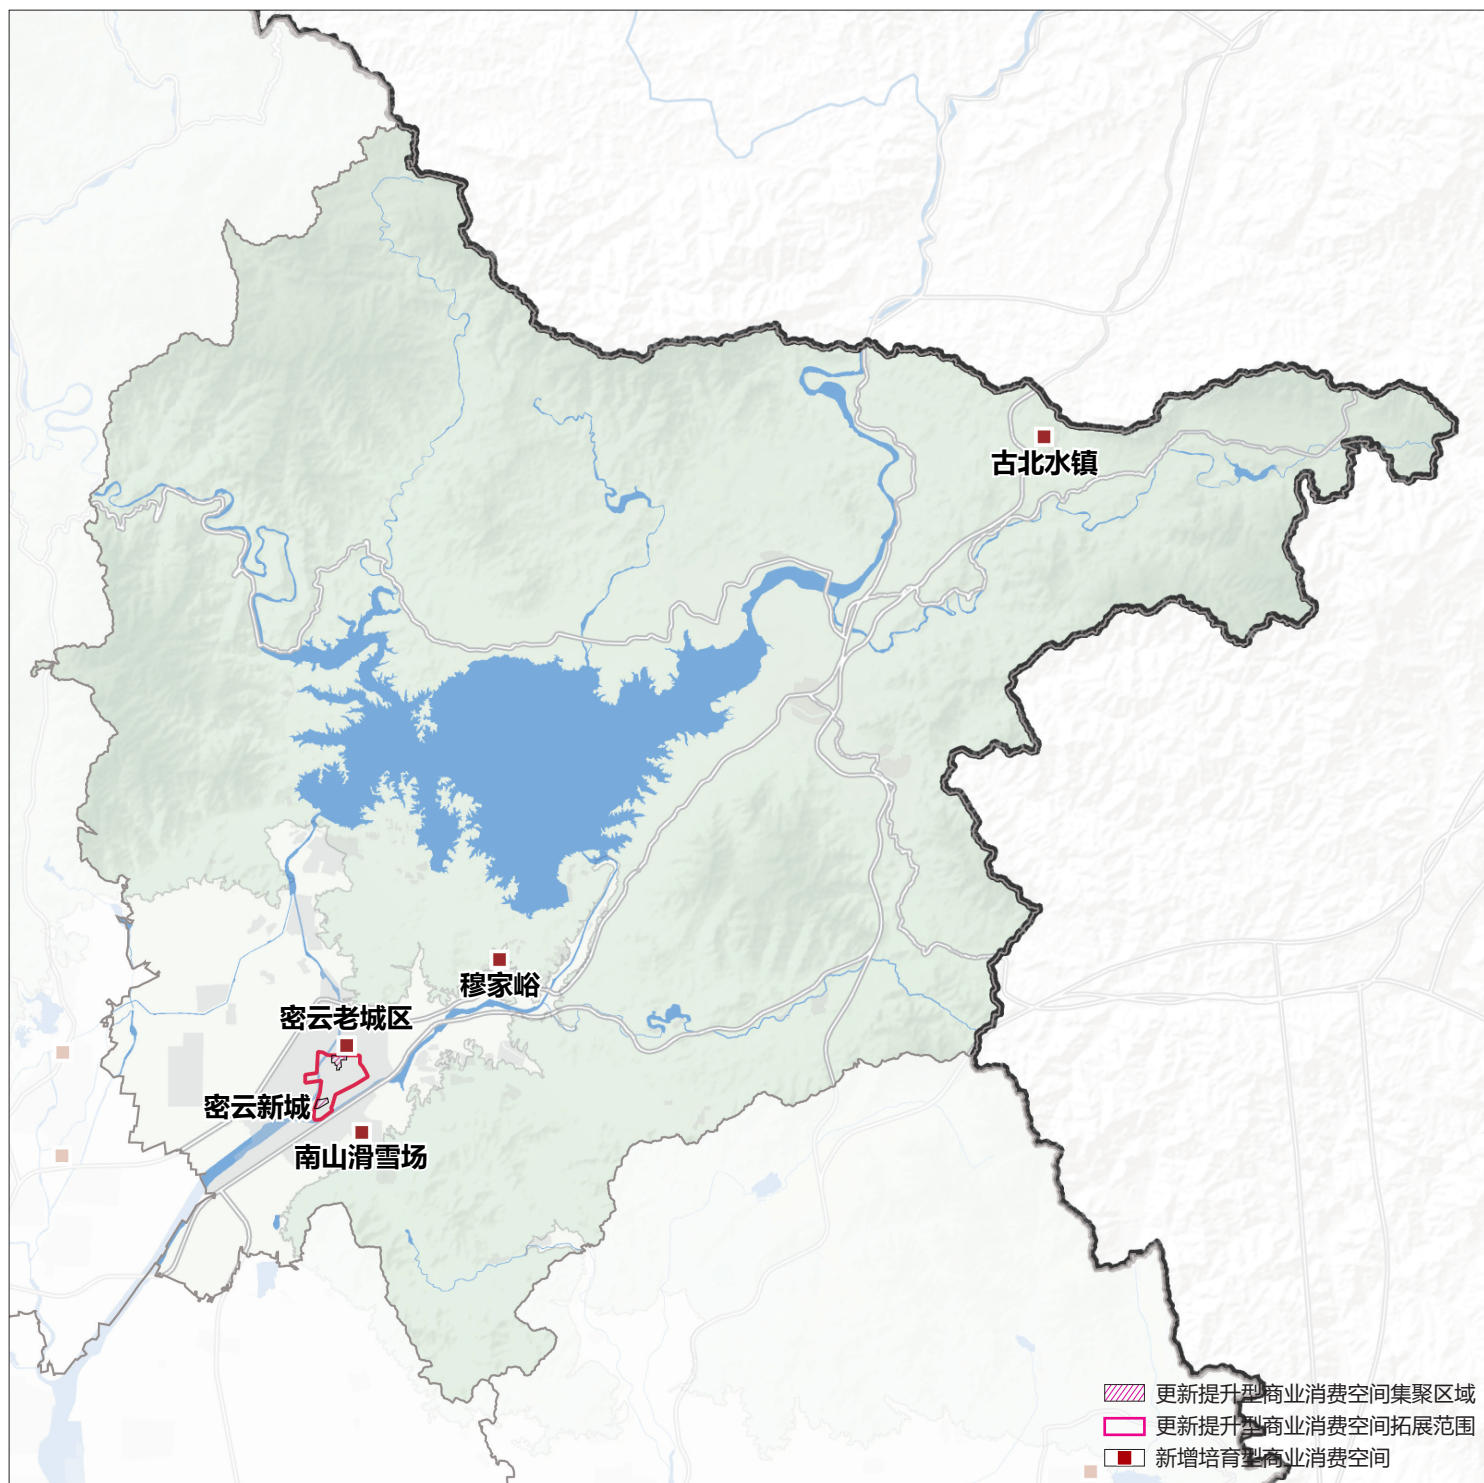 古北水镇
穆家峪
密云老城区
密云新城
南山滑雪场
更新提升型商业消费空间集聚区域
更新提升型商业消费空间拓展范围
新增培育型商业消费空间